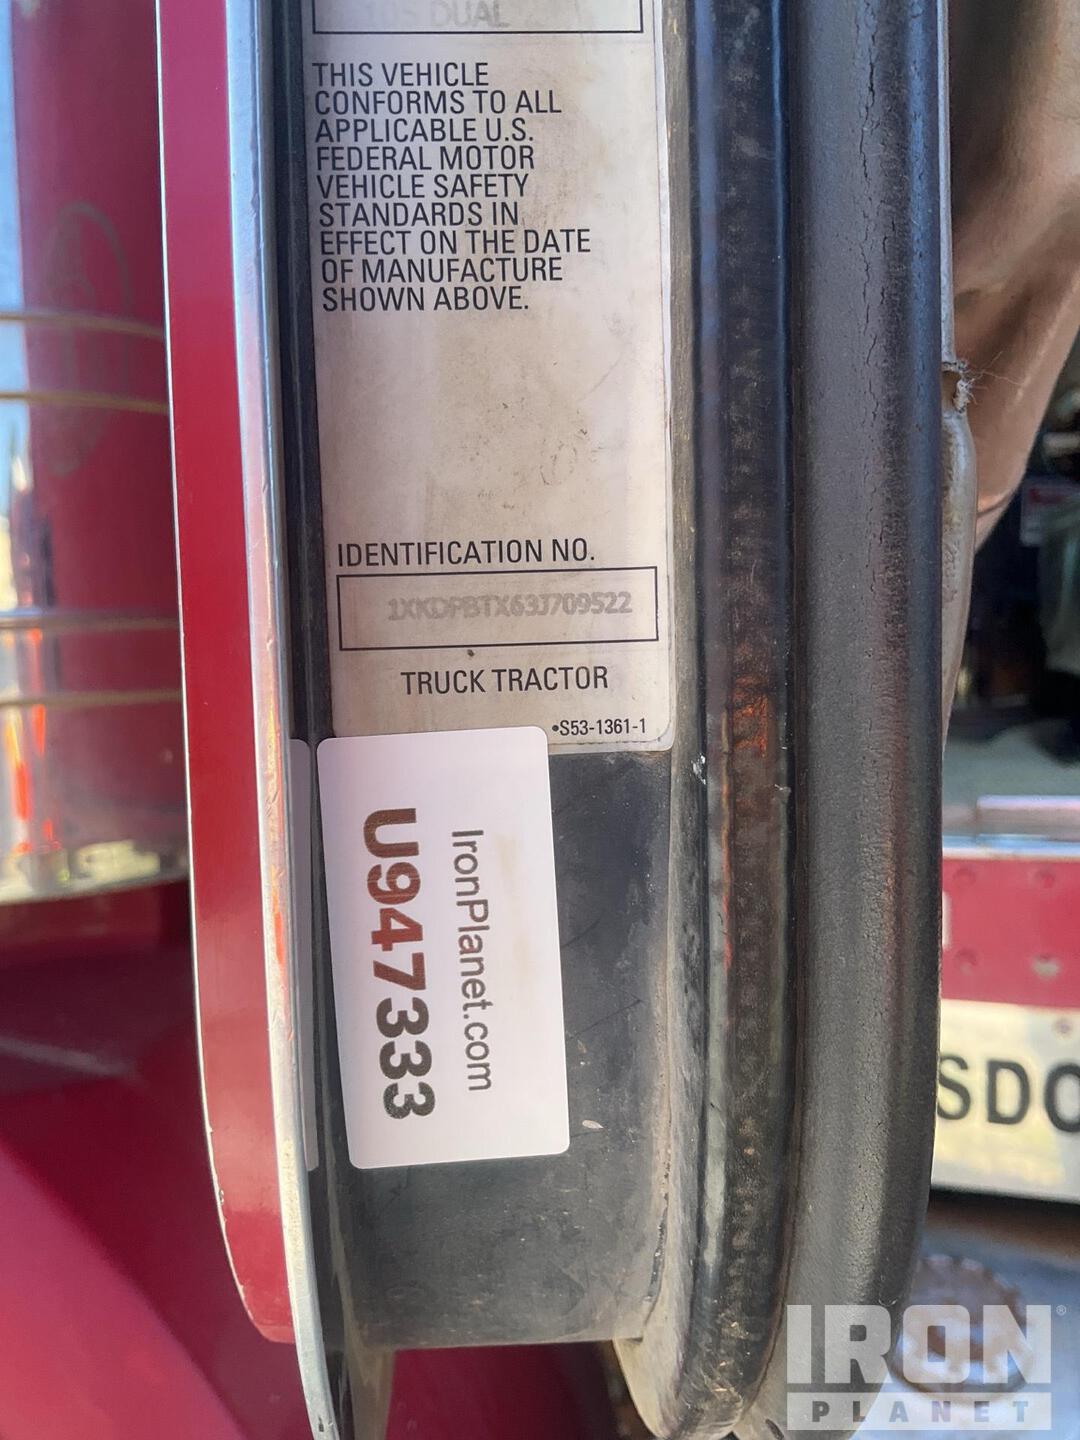 105 DUAL
THIS VEHICLE
CONFORMS TO ALL
APPLICABLE U.S.
FEDERAL MOTOR
VEHICLE SAFETY
STANDARDS IN
EFFECT ON THE DATE
OF MANUFACTURE
SHOWN ABOVE.
IDENTIFICATION NO.
1XKDPBTX63J709522
TRUCK TRACTOR
•S53-1361-1
IronPlanet.com
U947333
SDO
IRON®
PLANET